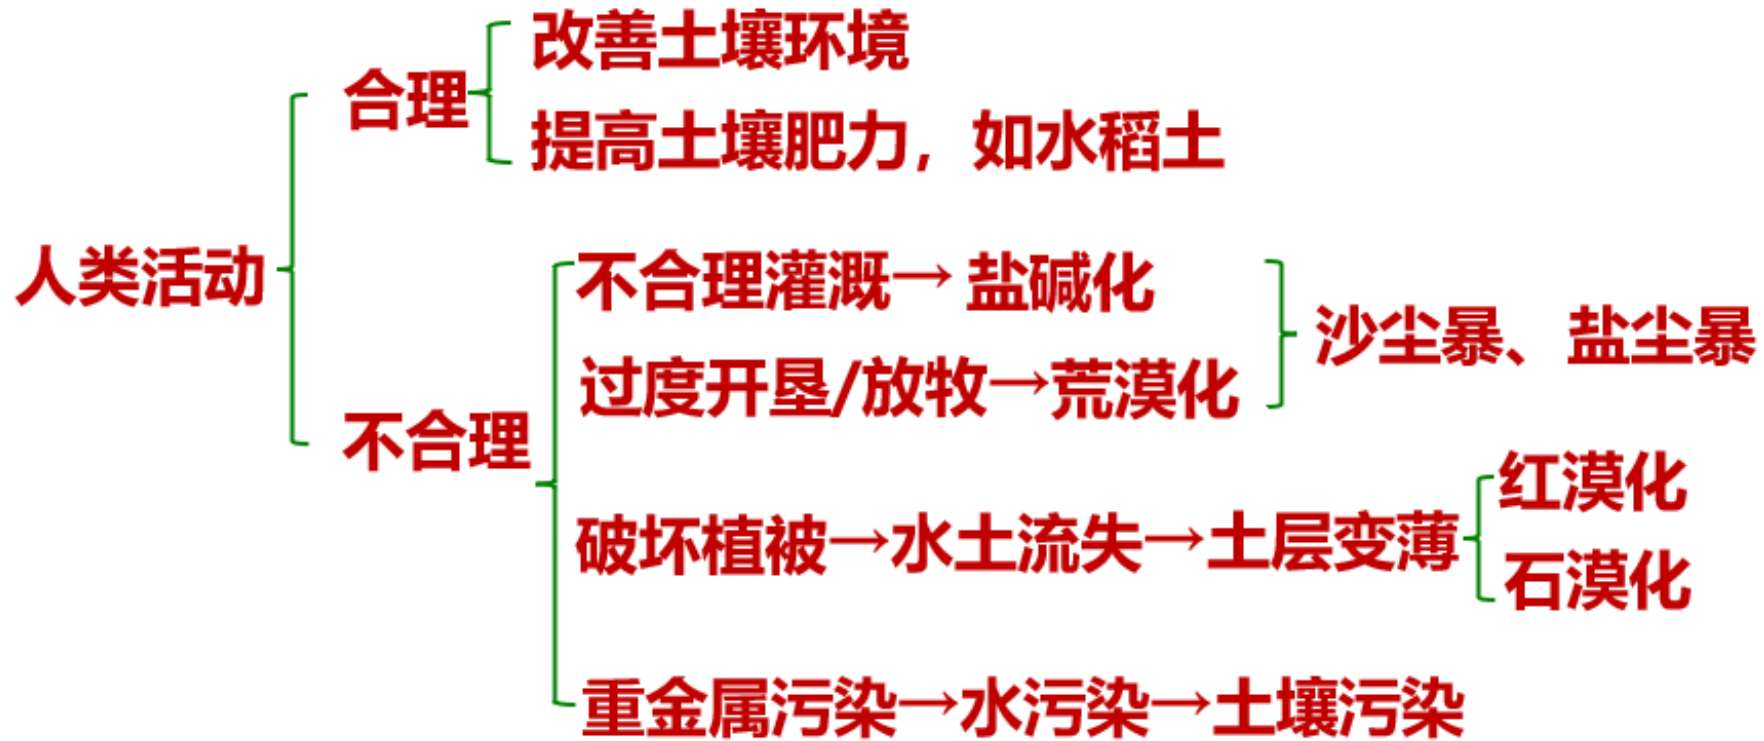 改善土壤环境
合理
提高土壤肥力，如水稻土
人类活动
不合理灌溉→盐碱化
沙尘暴、盐尘暴
过度开垦/放牧→荒漠化
不合理
红漠化
破坏植被→水土流失→土层变薄
石漠化
重金属污染→水污染→土壤污染